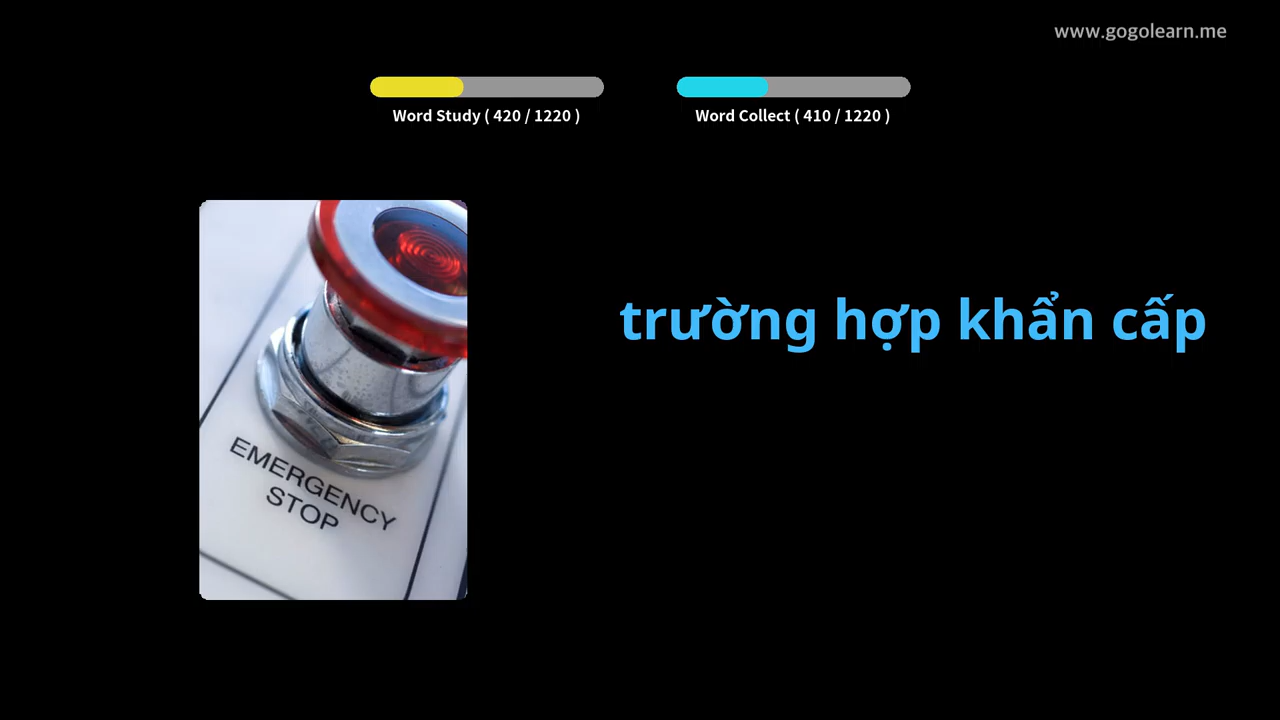 www.gogolearn.me
Word Study ( 420 / 1220 )
Word Collect ( 410 / 1220 )
trường hợp khẩn cấp
EMERGENCY
STOP